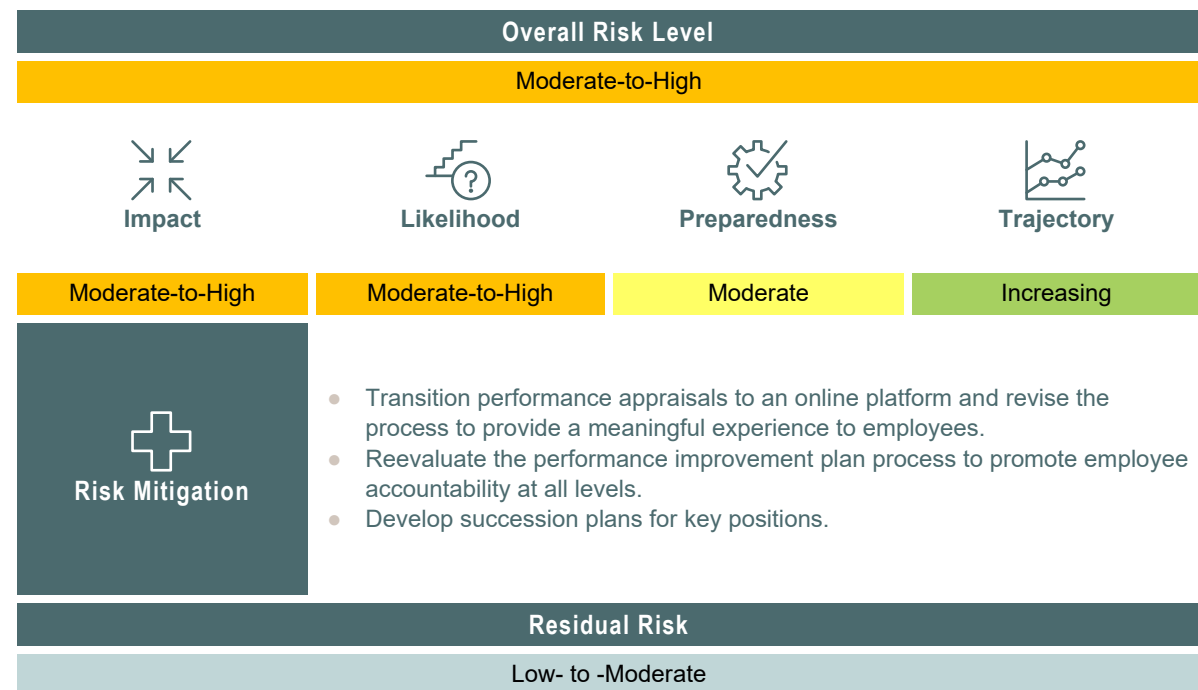 Overall Risk Level
Moderate-to-High
?
Impact
Likelihood
Preparedness
Trajectory
Moderate-to-High
Moderate-to-High
Moderate
Increasing
Risk Mitigation
● Transition performance appraisals to an online platform and revise the
process to provide a meaningful experience to employees.
● Reevaluate the performance improvement plan process to promote employee
accountability at all levels.
● Develop succession plans for key positions.
Residual Risk
Low- to -Moderate